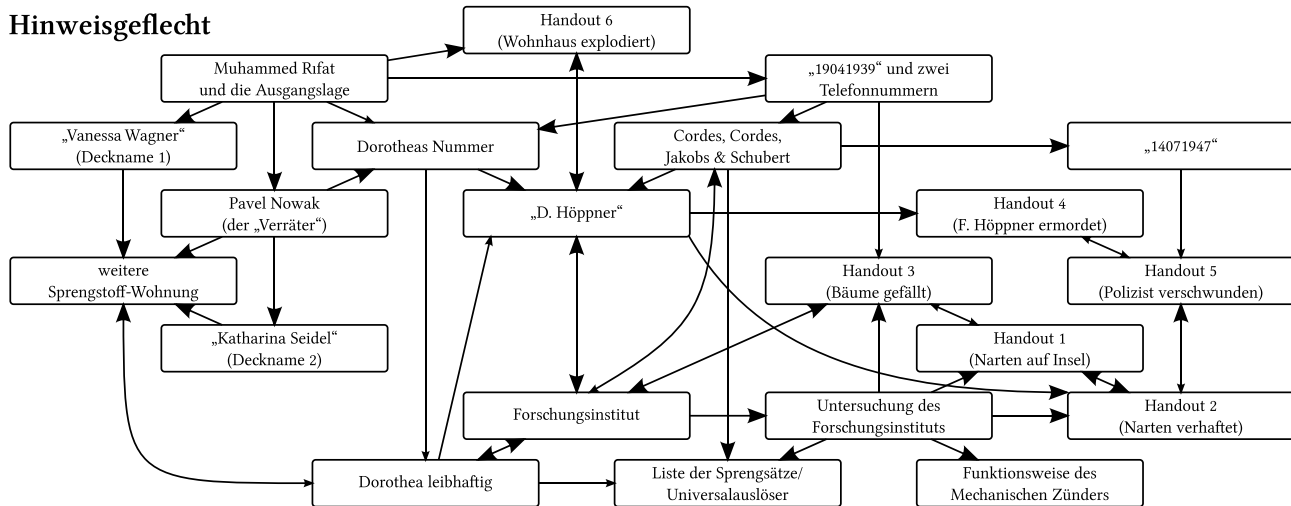 Hinweisgeflecht
Handout 6
(Wohnhaus explodiert)
Muhammed Rıfat
und die Ausgangslage
„19041939“ und zwei
Telefonnummern
„Vanessa Wagner“
(Deckname 1)
Dorotheas Nummer
Cordes, Cordes,
Jakobs & Schubert
„14071947“
Pavel Nowak
(der „Verräter“)
„D. Höppner“
Handout 4
(F. Höppner ermordet)
weitere
Sprengstoff-Wohnung
Handout 3
(Bäume gefällt)
Handout 5
(Polizist verschwunden)
„Katharina Seidel“
(Deckname 2)
Handout 1
(Narten auf Insel)
Forschungsinstitut
Untersuchung des
Forschungsinstituts
Handout 2
(Narten verhaftet)
Dorothea leibhaftig
Liste der Sprengsätze/
Universalauslöser
Funktionsweise des
Mechanischen Zünders